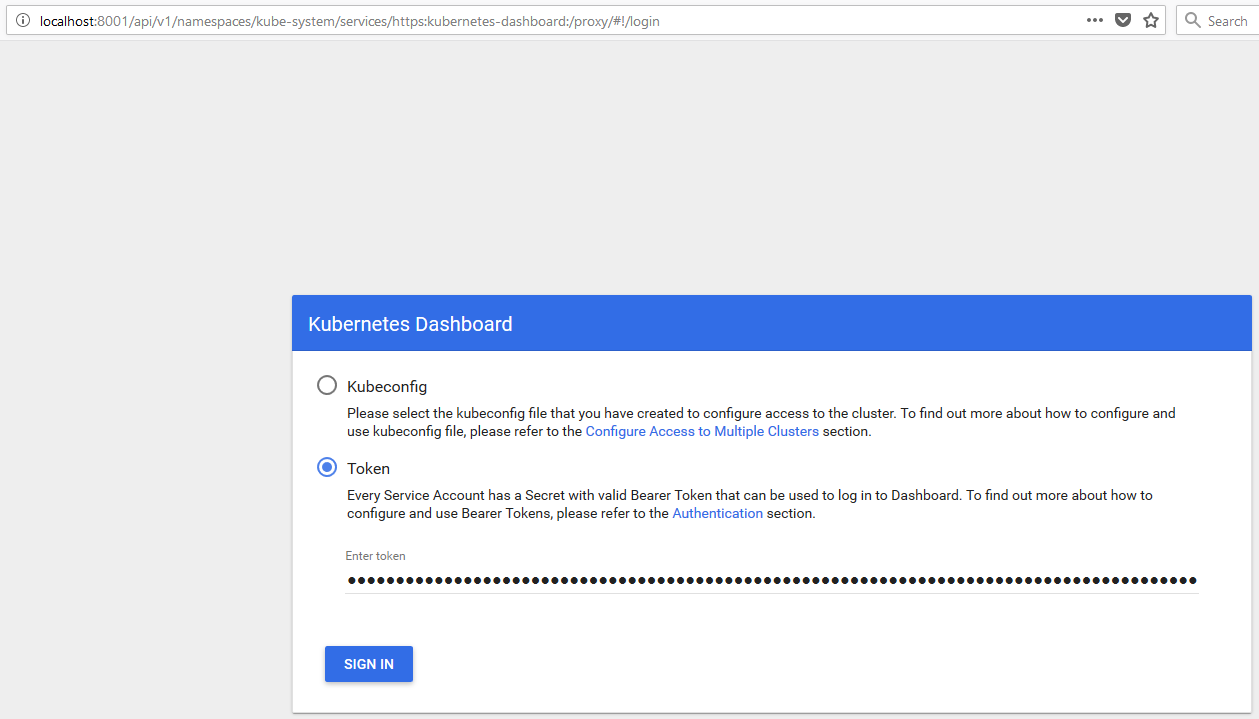 localhost:8001/api/v1/namespaces/kube-system/services/https:kubernetes-dashboard:/proxy/#!/login
Search
Kubernetes Dashboard
Kubeconfig
Please select the kubeconfig file that you have created to configure access to the cluster. To find out more about how to configure and
use kubeconfig file, please refer to the Configure Access to Multiple Clusters section.
Token
Every Service Account has a Secret with valid Bearer Token that can be used to log in to Dashboard. To find out more about how to
configure and use Bearer Tokens, please refer to the Authentication section.
Enter token
SIGN IN